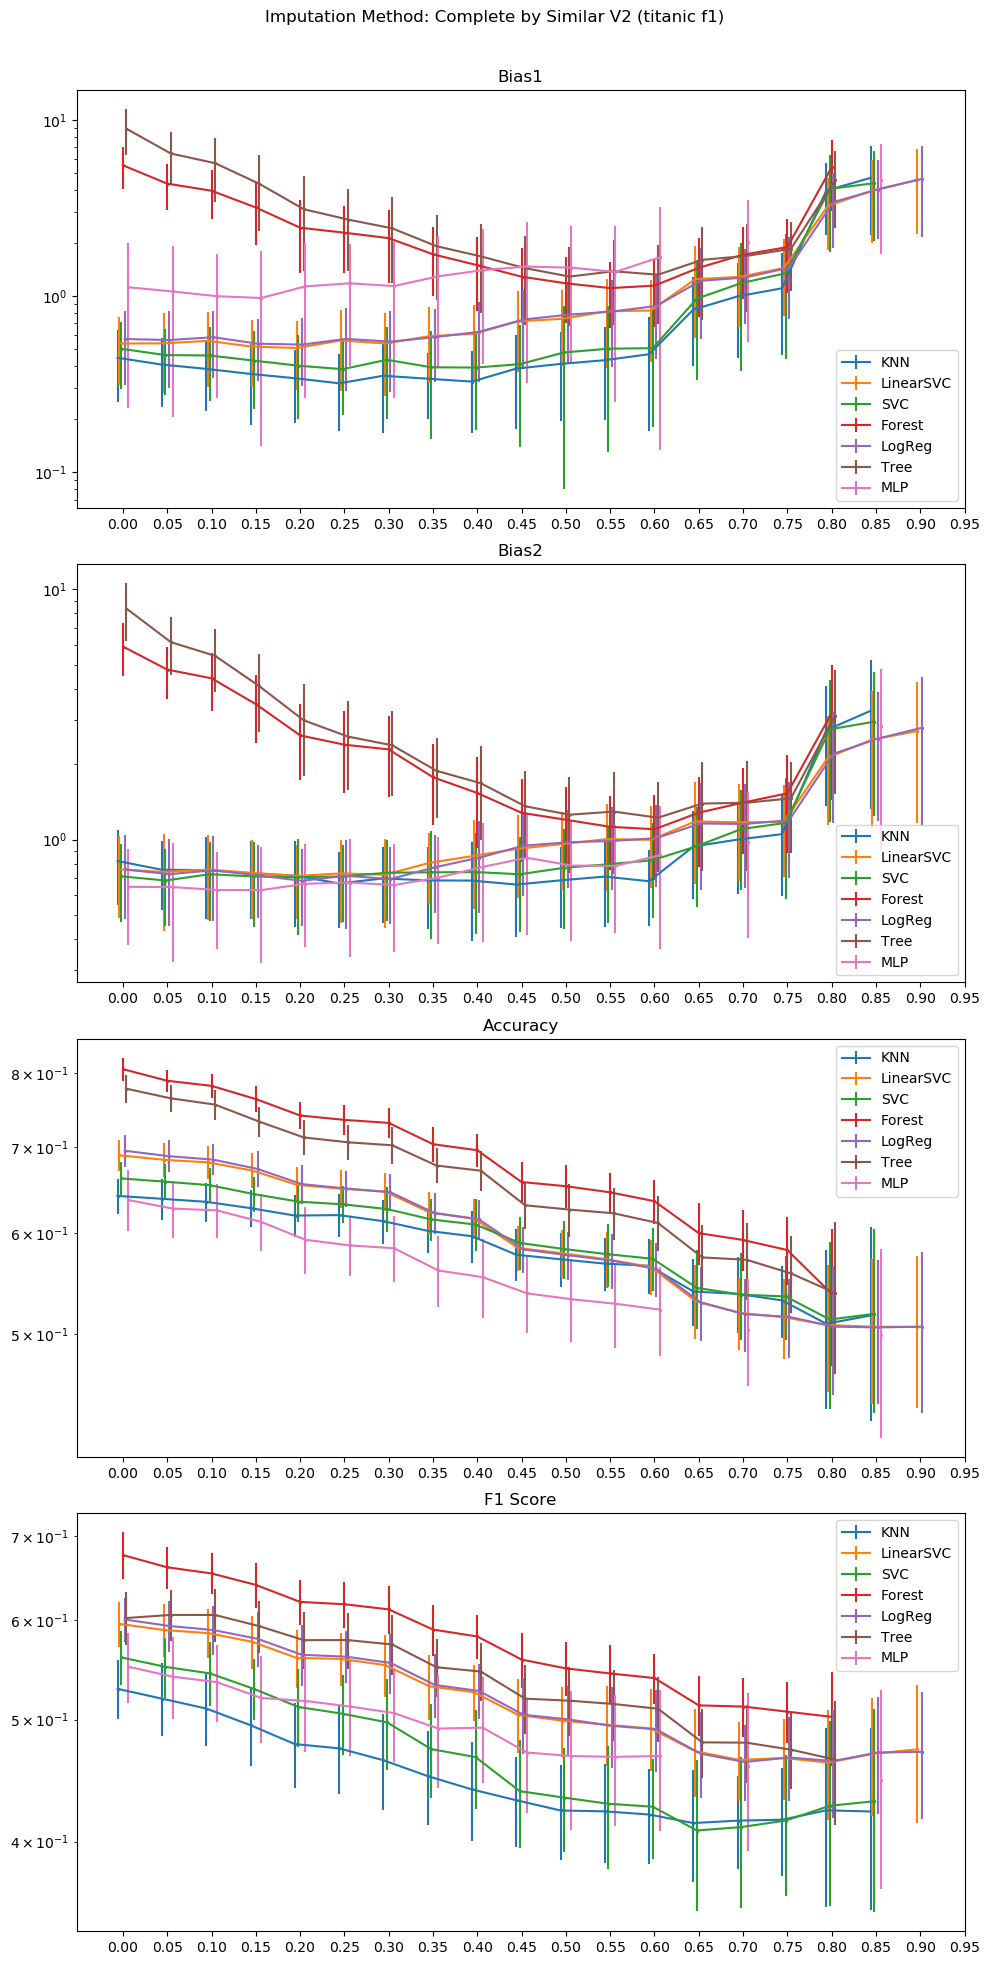 Imputation Method: Complete by Similar V2 (titanic f1)
Bias1
10^1
10^0
10^-1
KNN
LinearSVC
SVC
Forest
LogReg
Tree
MLP
0.00 0.05 0.10 0.15 0.20 0.25 0.30 0.35 0.40 0.45 0.50 0.55 0.60 0.65 0.70 0.75 0.80 0.85 0.90 0.95
Bias2
10^1
10^0
KNN
LinearSVC
SVC
Forest
LogReg
Tree
MLP
0.00 0.05 0.10 0.15 0.20 0.25 0.30 0.35 0.40 0.45 0.50 0.55 0.60 0.65 0.70 0.75 0.80 0.85 0.90 0.95
Accuracy
8 × 10^-1
7 × 10^-1
6 × 10^-1
5 × 10^-1
KNN
LinearSVC
SVC
Forest
LogReg
Tree
MLP
0.00 0.05 0.10 0.15 0.20 0.25 0.30 0.35 0.40 0.45 0.50 0.55 0.60 0.65 0.70 0.75 0.80 0.85 0.90 0.95
F1 Score
7 × 10^-1
6 × 10^-1
5 × 10^-1
4 × 10^-1
KNN
LinearSVC
SVC
Forest
LogReg
Tree
MLP
0.00 0.05 0.10 0.15 0.20 0.25 0.30 0.35 0.40 0.45 0.50 0.55 0.60 0.65 0.70 0.75 0.80 0.85 0.90 0.95